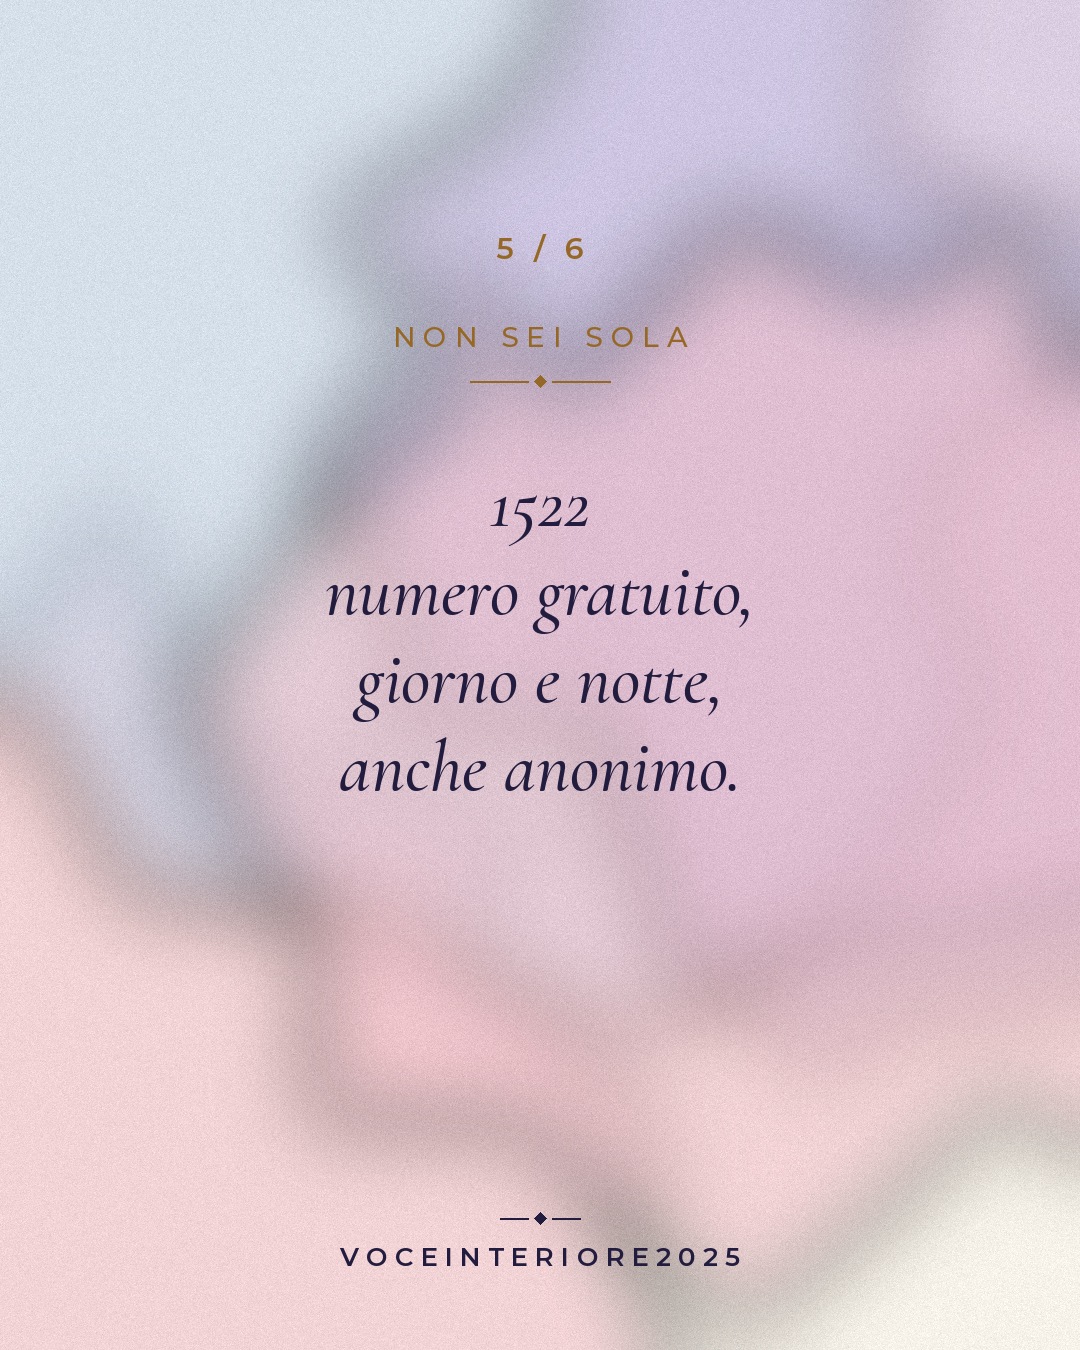 5 / 6
NON SEI SOLA
1522
numero gratuito,
giorno e notte,
anche anonimo.
VOCEINTERIORE2025